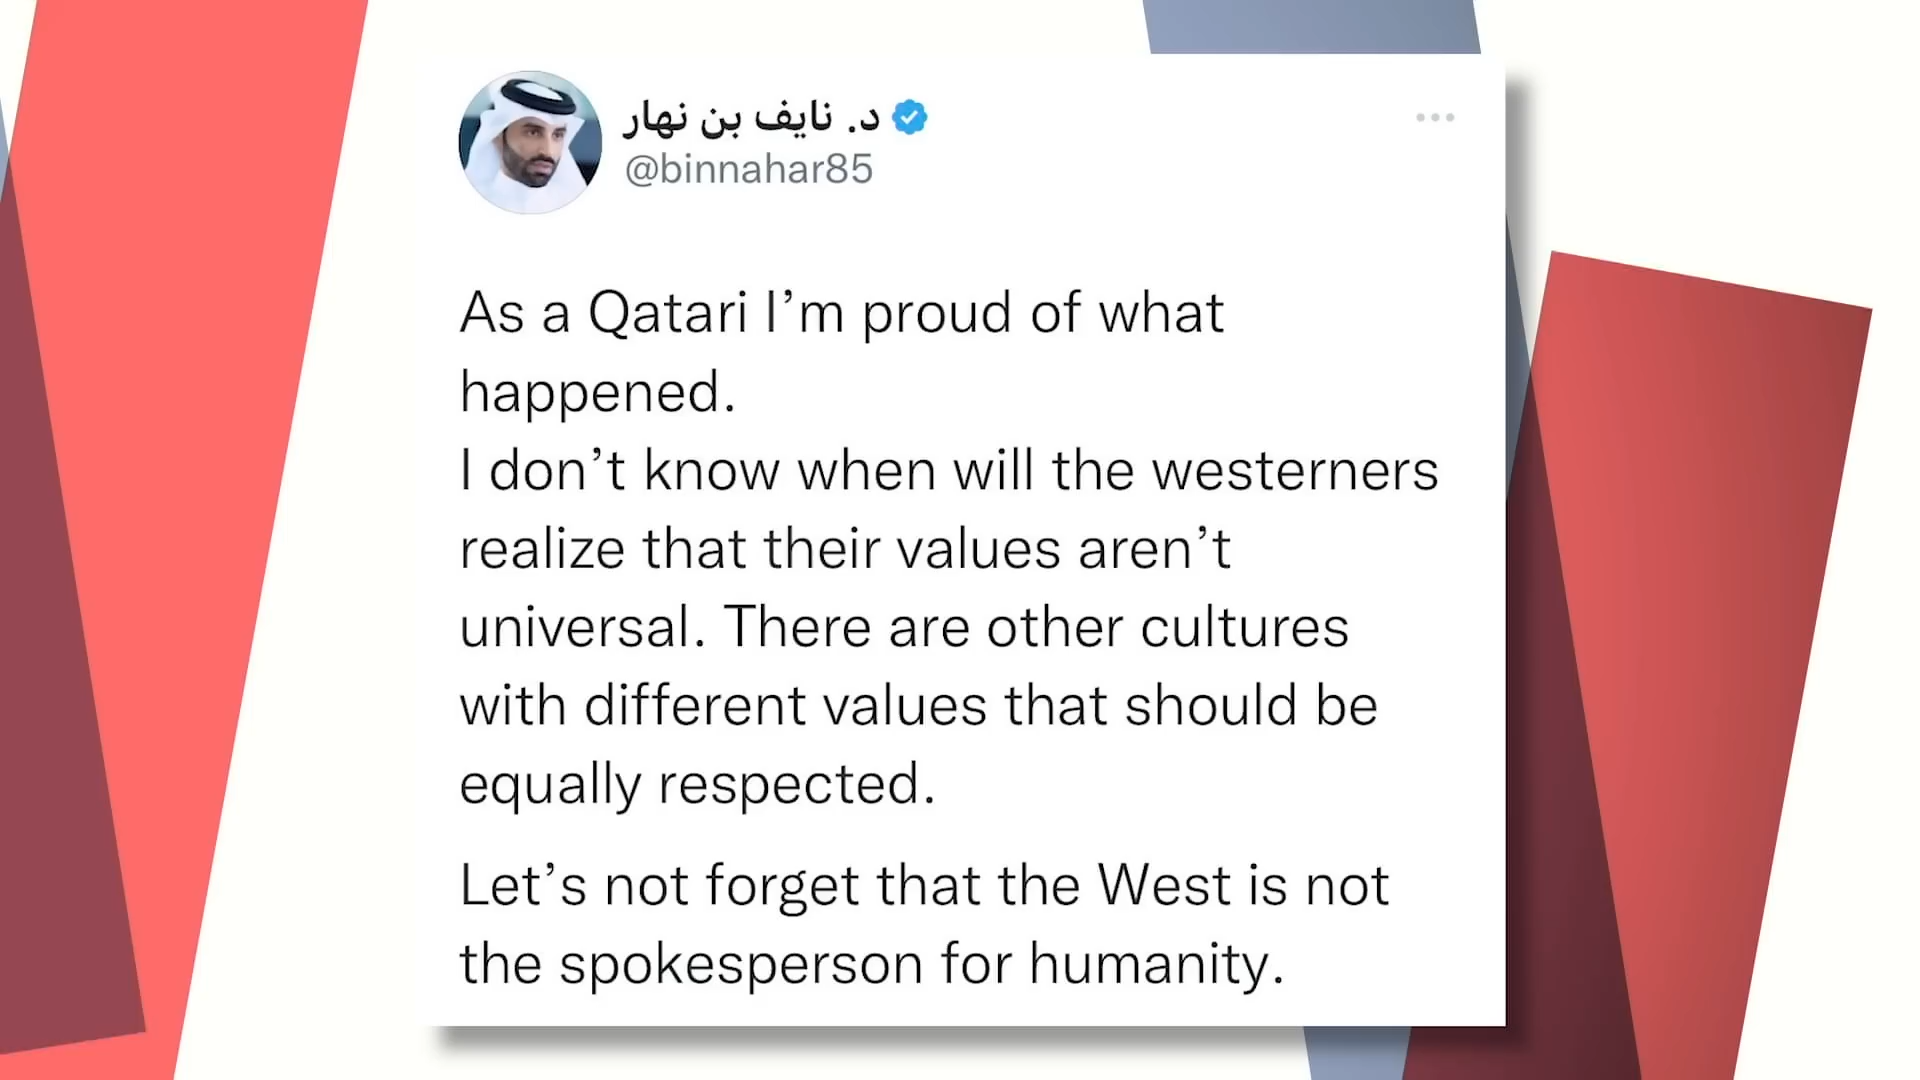 د. نايف بن نهار
@binnahar85
As a Qatari I’m proud of what
happened.
I don’t know when will the westerners
realize that their values aren’t
universal. There are other cultures
with different values that should be
equally respected.
Let’s not forget that the West is not
the spokesperson for humanity.